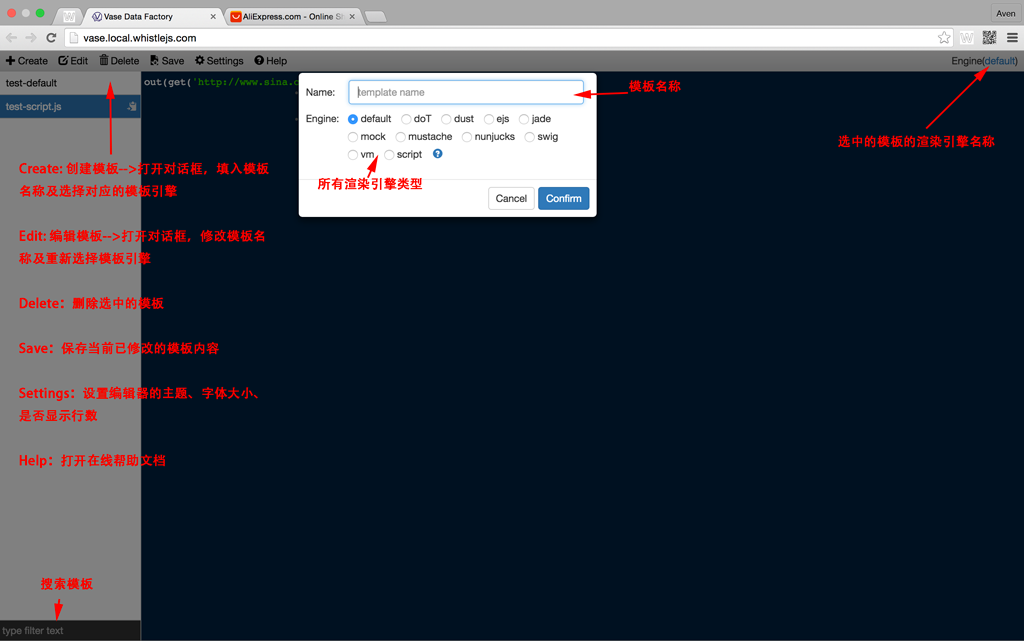 Vase Data Factory
AliExpress.com - Online St
Aven
vase.local.whistlejs.com
Create Edit Delete Save Settings Help
Engine(default)
test-default
out(get('http://www.sina.c
test-script.js
Name: template name
模板名称
Engine: default doT dust ejs jade
mock mustache nunjucks swig
vm script
选中的模板的渲染引擎名称
所有渲染引擎类型
Cancel Confirm
Create: 创建模板-->打开对话框，填入模板
名称及选择对应的模板引擎
Edit: 编辑模板-->打开对话框，修改模板名
称及重新选择模板引擎
Delete：删除选中的模板
Save：保存当前已修改的模板内容
Settings：设置编辑器的主题、字体大小、
是否显示行数
Help：打开在线帮助文档
搜索模板
type filter text